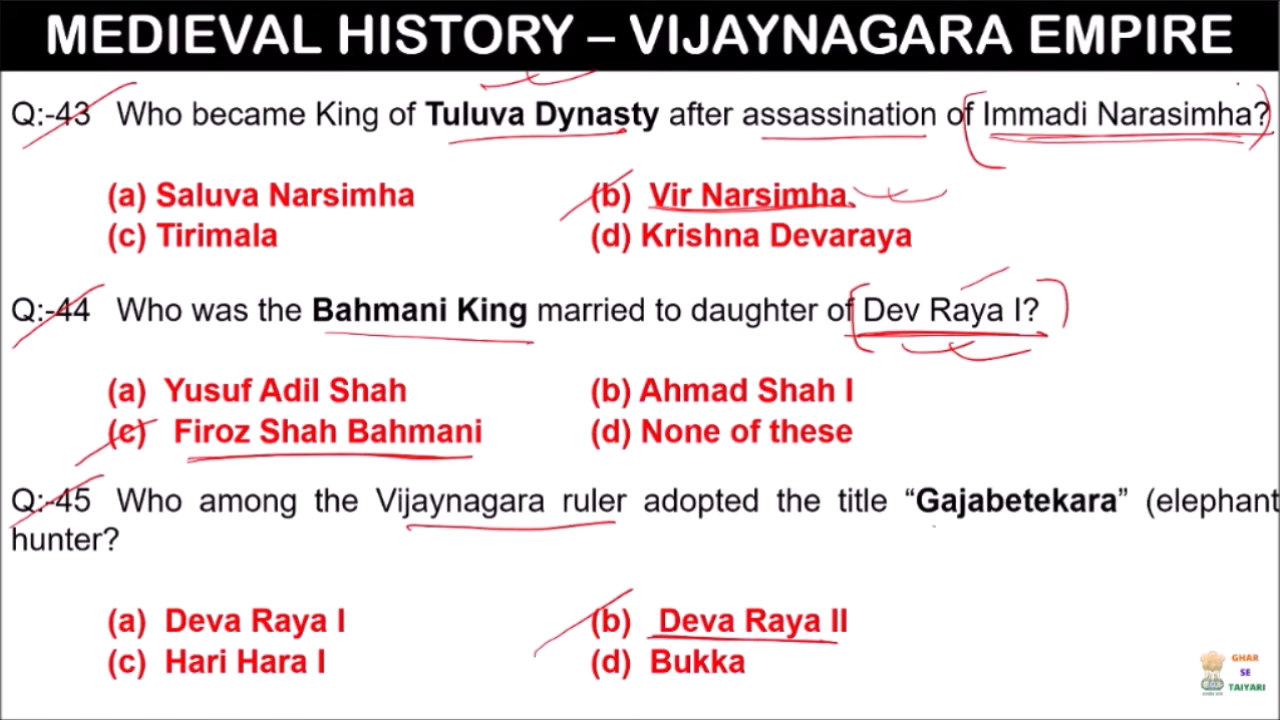 MEDIEVAL HISTORY – VIJAYNAGARA EMPIRE
Q:-43 Who became King of Tuluva Dynasty after assassination of Immadi Narasimha?
(a) Saluva Narsimha (b) Vir Narsimha
(c) Tirimala (d) Krishna Devaraya
Q:-44 Who was the Bahmani King married to daughter of Dev Raya I?
(a) Yusuf Adil Shah (b) Ahmad Shah I
(c) Firoz Shah Bahmani (d) None of these
Q:-45 Who among the Vijaynagara ruler adopted the title “Gajabetekara” (elephant
hunter?
(a) Deva Raya I (b) Deva Raya II
(c) Hari Hara I (d) Bukka
GHAR
SE
TAIYARI